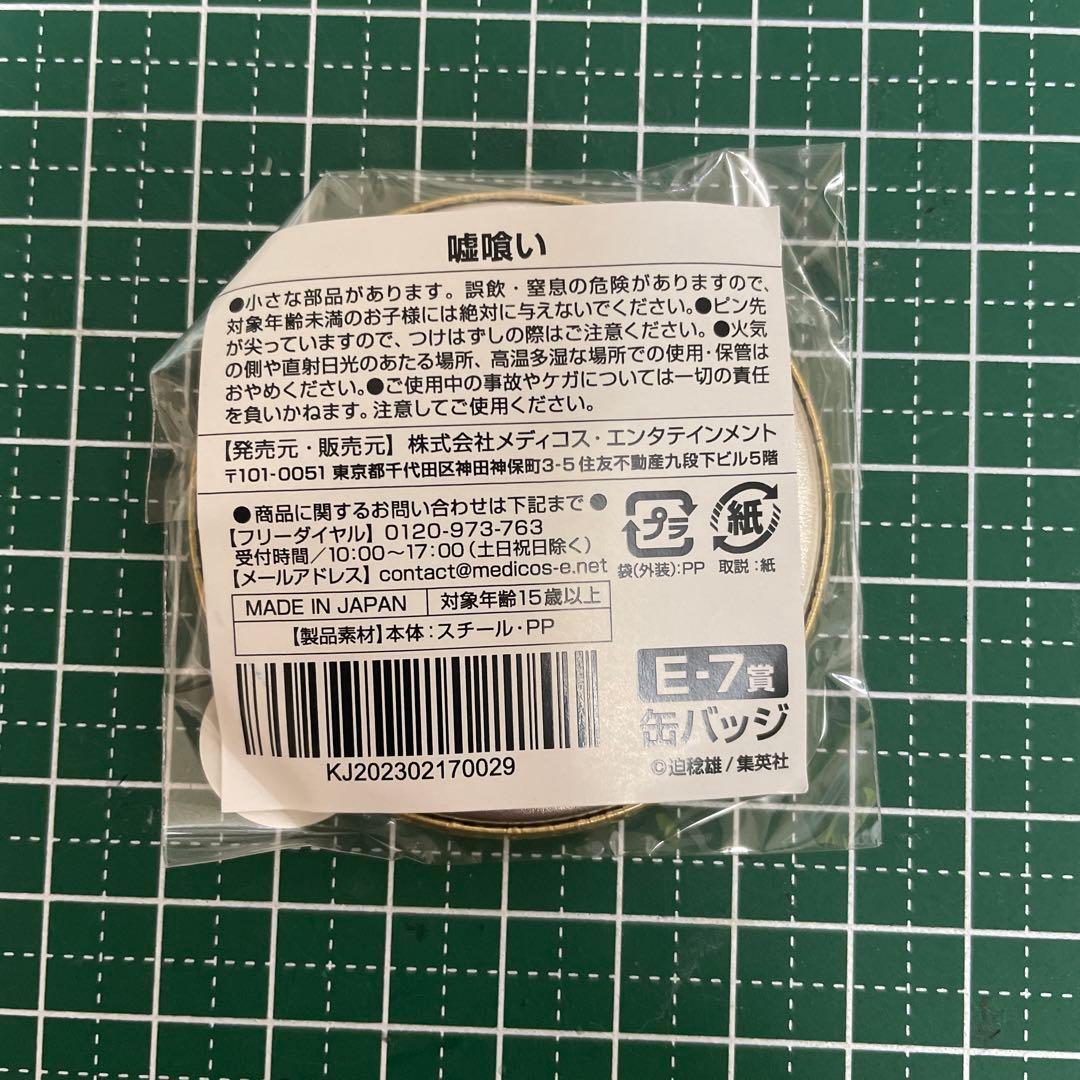 嘘喰い
●小さな部品があります。誤飲・窒息の危険がありますので、
対象年齢未満のお子様には絶対に与えないでください。●ピン先
が尖っていますので、つけはずしの際はご注意ください。●火気
の側や直射日光のあたる場所、高温多湿な場所での使用・保管は
おやめください。●ご使用中の事故やケガについては一切の責任
を負いかねます。注意してご使用ください。
【発売元・販売元】株式会社メディコス・エンタテインメント
〒101-0051 東京都千代田区神田神保町3-5 住友不動産九段下ビル5階
●商品に関するお問い合わせは下記まで●
【フリーダイヤル】0120-973-763
受付時間/10:00〜17:00(土日祝日除く)
【メールアドレス】contact@medicos-e.net
プラ
紙
袋(外装):PP
取説:紙
MADE IN JAPAN
対象年齢15歳以上
【製品素材】本体:スチール・PP
E-7賞
缶バッジ
KJ202302170029
©迫稔雄/集英社